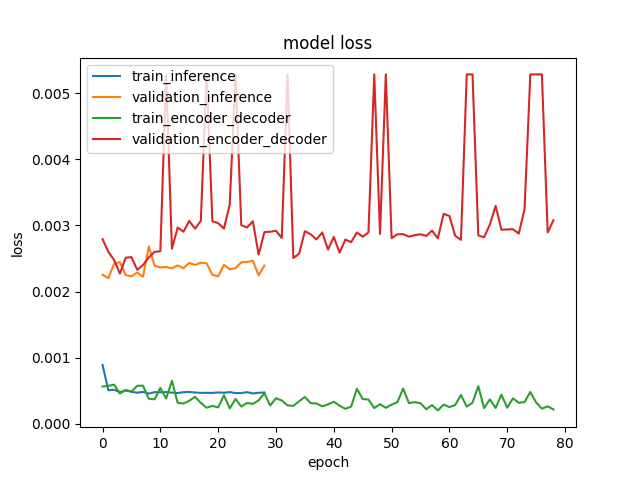 model loss
train_inference
validation_inference
train_encoder_decoder
validation_encoder_decoder
loss
0.005
0.004
0.003
0.002
0.001
0.000
0 10 20 30 40 50 60 70 80
epoch